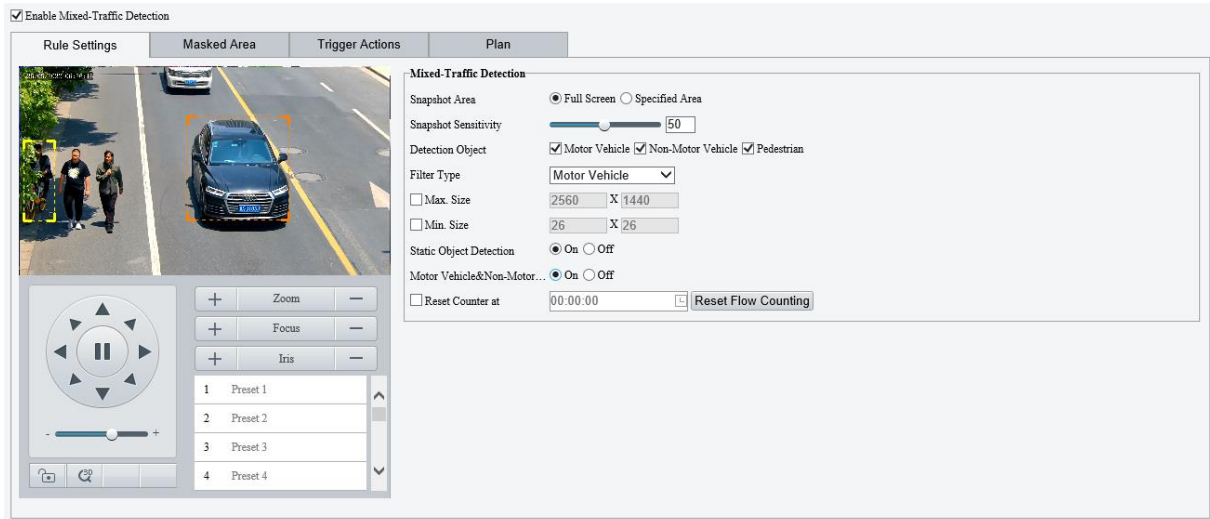 Enable Mixed-Traffic Detection
Rule Settings Masked Area Trigger Actions Plan
Mixed-Traffic Detection
Snapshot Area Full Screen Specified Area
Snapshot Sensitivity 50
Detection Object Motor Vehicle Non-Motor Vehicle Pedestrian
Filter Type Motor Vehicle
Max. Size 2560 X 1440
Min. Size 26 X 26
Static Object Detection On Off
Motor Vehicle&Non-Motor... On Off
Reset Counter at 00:00:00 Reset Flow Counting
+ Zoom —
+ Focus —
+ Iris —
- +
3D
1 Preset 1
2 Preset 2
3 Preset 3
4 Preset 4